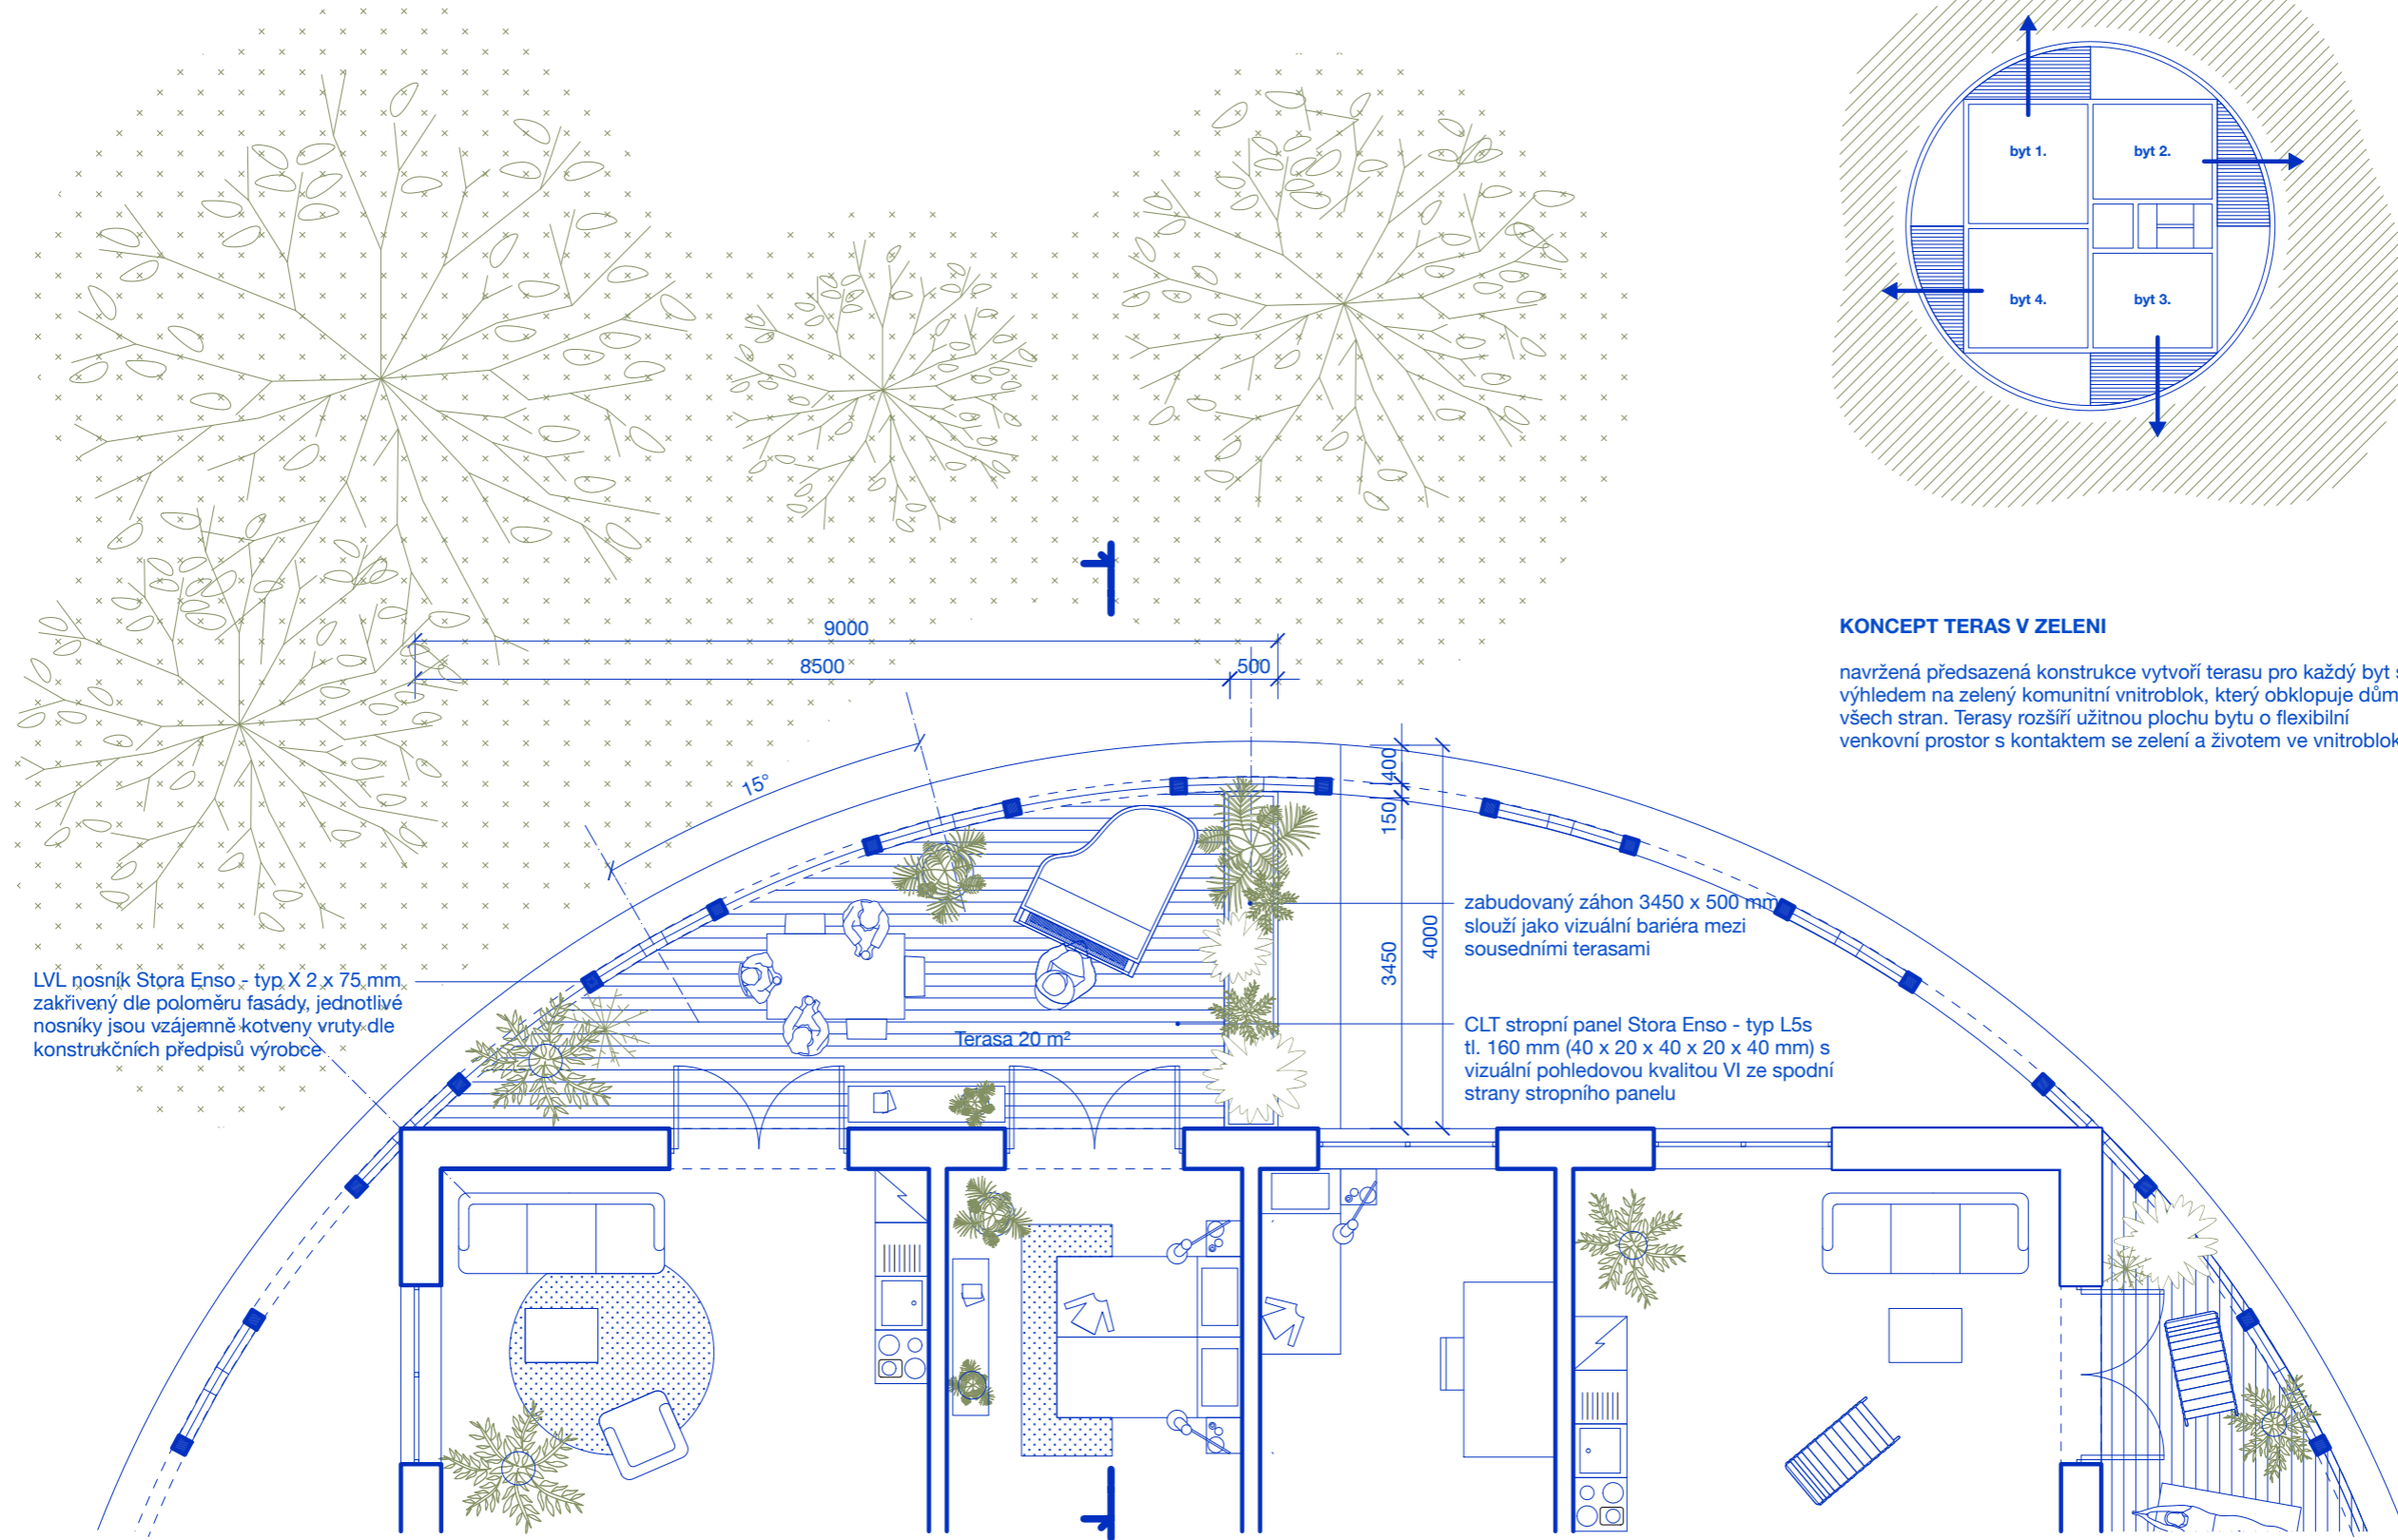 byt 1.
byt 2.
byt 4.
byt 3.
KONCEPT TERAS V ZELENI
navržená předsazená konstrukce vytvoří terasu pro každý byt s
výhledem na zelený komunitní vnitroblok, který obklopuje dům
všech stran. Terasy rozšíří užitnou plochu bytu o flexibilní
venkovní prostor s kontaktem se zelení a životem ve vnitroblok
9000
8500
500
15°
400
150
3450
4000
zabudovaný záhon 3450 x 500 mm
slouží jako vizuální bariéra mezi
sousedními terasami
LVL nosník Stora Enso - typ X 2 x 75 mm
zakřivený dle poloměru fasády, jednotlivé
nosníky jsou vzájemně kotveny vruty dle
konstrukčních předpisů výrobce
Terasa 20 m²
CLT stropní panel Stora Enso - typ L5s
tl. 160 mm (40 x 20 x 40 x 20 x 40 mm) s
vizuální pohledovou kvalitou VI ze spodní
strany stropního panelu